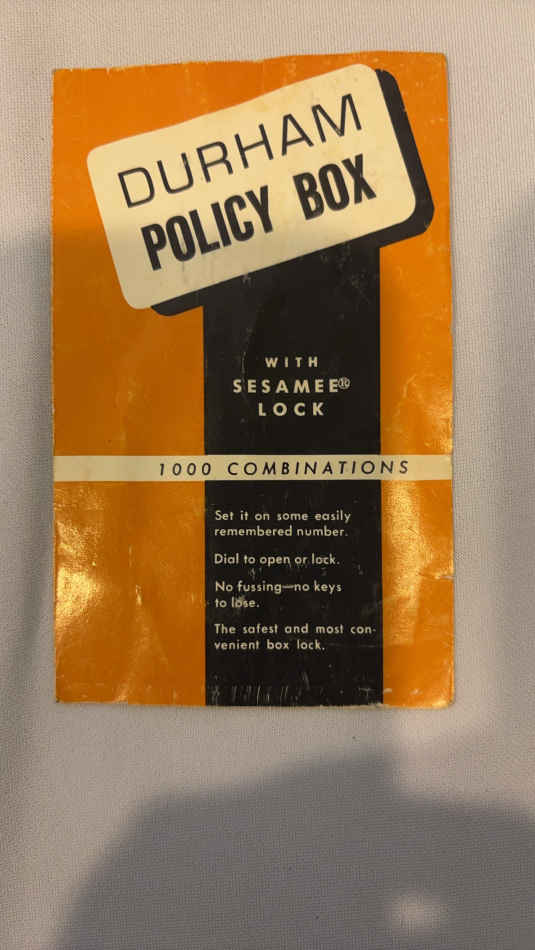 DURHAM
POLICY BOX
WITH
SESAMEE®
LOCK
1000 COMBINATIONS
Set it on some easily
remembered number.
Dial to open or lock.
No fussing—no keys
to lose.
The safest and most con-
venient box lock.